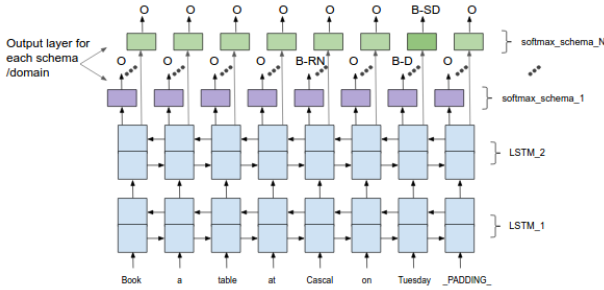 O O O O O O B-SD O
softmax_schema_N
Output layer for
each schema
/domain
O O O O B-RN O B-D O
softmax_schema_1
LSTM_2
LSTM_1
Book a table at Cascal on Tuesday _PADDING_